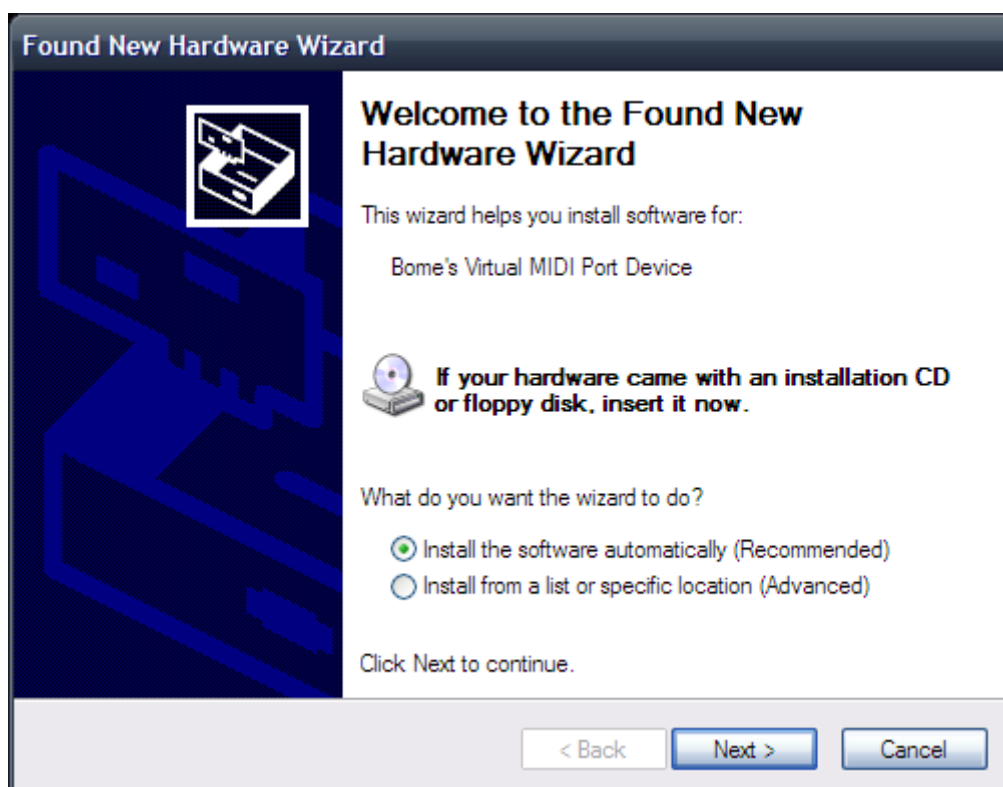 Found New Hardware Wizard
Welcome to the Found New
Hardware Wizard
This wizard helps you install software for:
Bome's Virtual MIDI Port Device
If your hardware came with an installation CD
or floppy disk, insert it now.
What do you want the wizard to do?
Install the software automatically (Recommended)
Install from a list or specific location (Advanced)
Click Next to continue.
< Back Next > Cancel